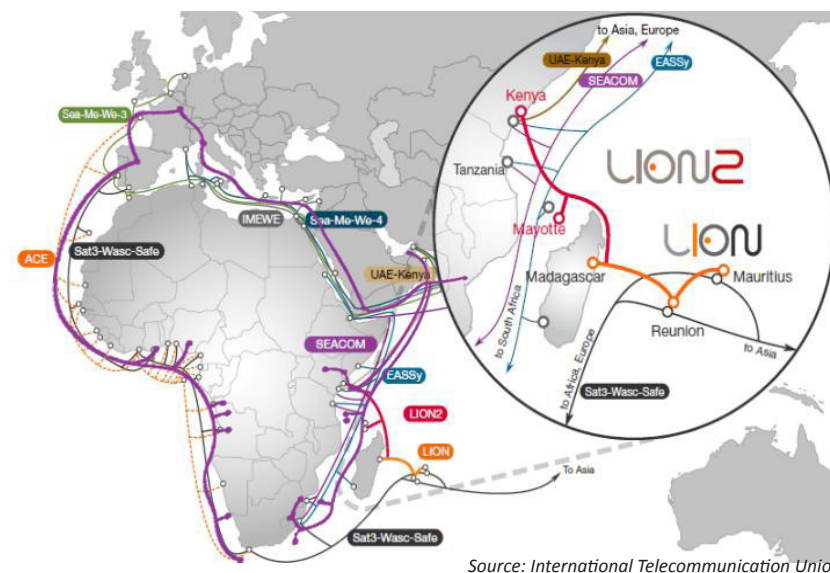 Sea-Me-We-3
ACE
Sat3-Wasc-Safe
IMEWE
Sea-Me-We-4
UAE-Kenya
SEACOM
EASSy
LION2
LION
Sat3-Wasc-Safe
To Asia
to Asia, Europe
UAE-Kenya
SEACOM
EASSy
Kenya
Tanzania
LION2
Mayotte
LION
Madagascar
Mauritius
Reunion
to South Africa
to Asia
to Africa, Europe
Sat3-Wasc-Safe
Source: International Telecommunication Unio